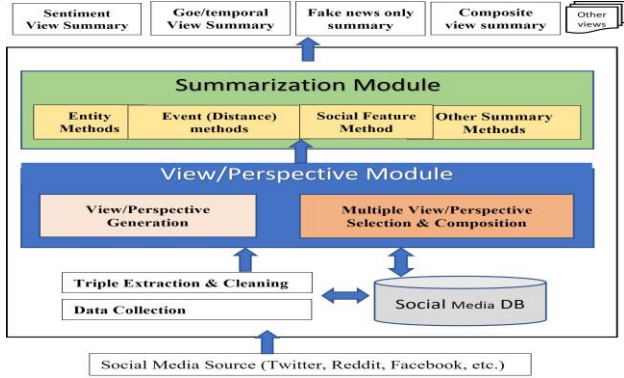 Sentiment
View Summary
Goe/temporal
View Summary
Fake news only
summary
Composite
view summary
Other
views
Summarization Module
Entity
Methods
Event (Distance)
methods
Social Feature
Method
Other Summary
Methods
View/Perspective Module
View/Perspective
Generation
Multiple View/Perspective
Selection & Composition
Triple Extraction & Cleaning
Data Collection
Social Media DB
Social Media Source (Twitter, Reddit, Facebook, etc.)